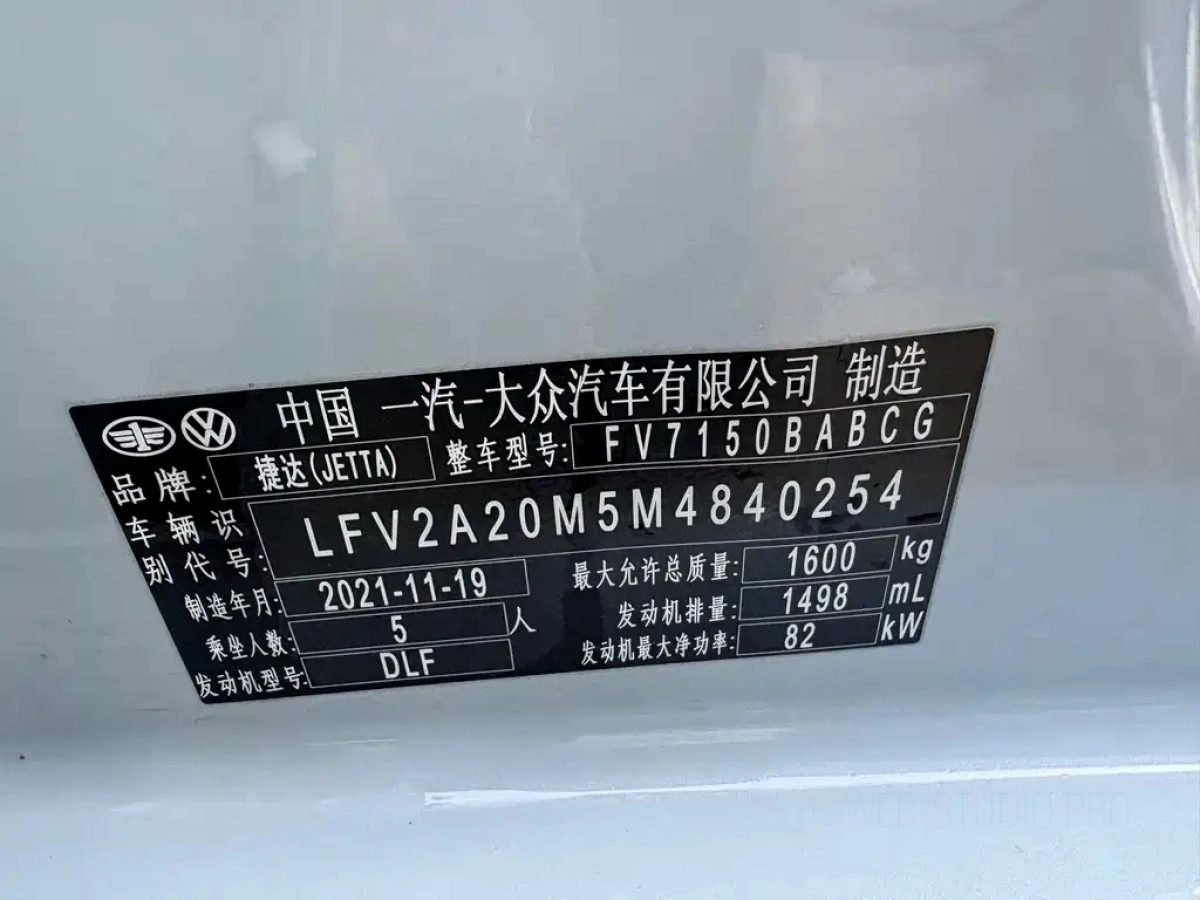 中国 一汽-大众汽车有限公司 制造
品牌: 捷达(JETTA) 整车型号: FV7150BABCG
车辆识别代号: LFV2A20M5M4840254
制造年月: 2021-11-19 最大允许总质量: 1600 kg
乘坐人数: 5 人 发动机排量: 1498 mL
发动机型号: DLF 发动机最大净功率: 82 kW
WEB STUDIO PRO